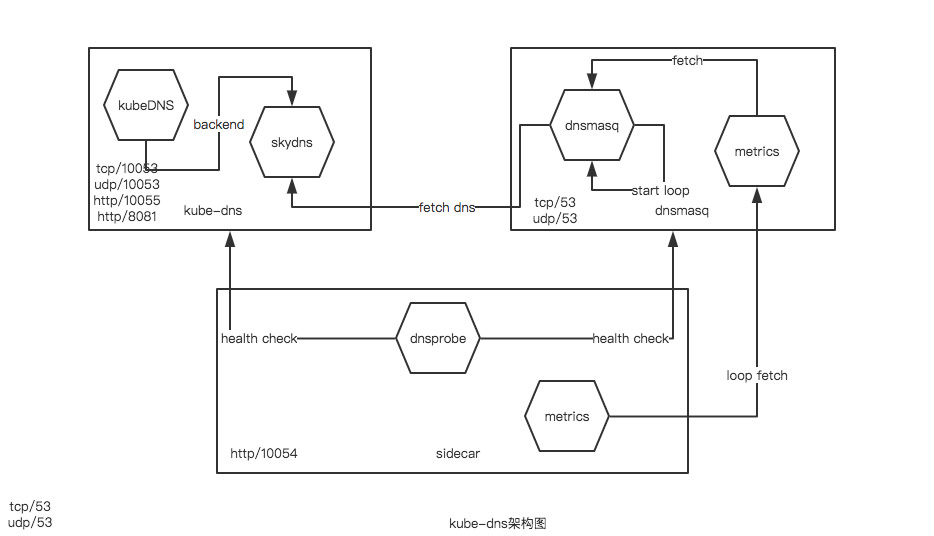 kubeDNS
backend
skydns
tcp/10053
udp/10053
http/10055
http/8081
kube-dns
fetch dns
fetch
dnsmasq
metrics
start loop
tcp/53
udp/53
dnsmasq
health check
dnsprobe
health check
loop fetch
metrics
http/10054
sidecar
tcp/53
udp/53
kube-dns架构图